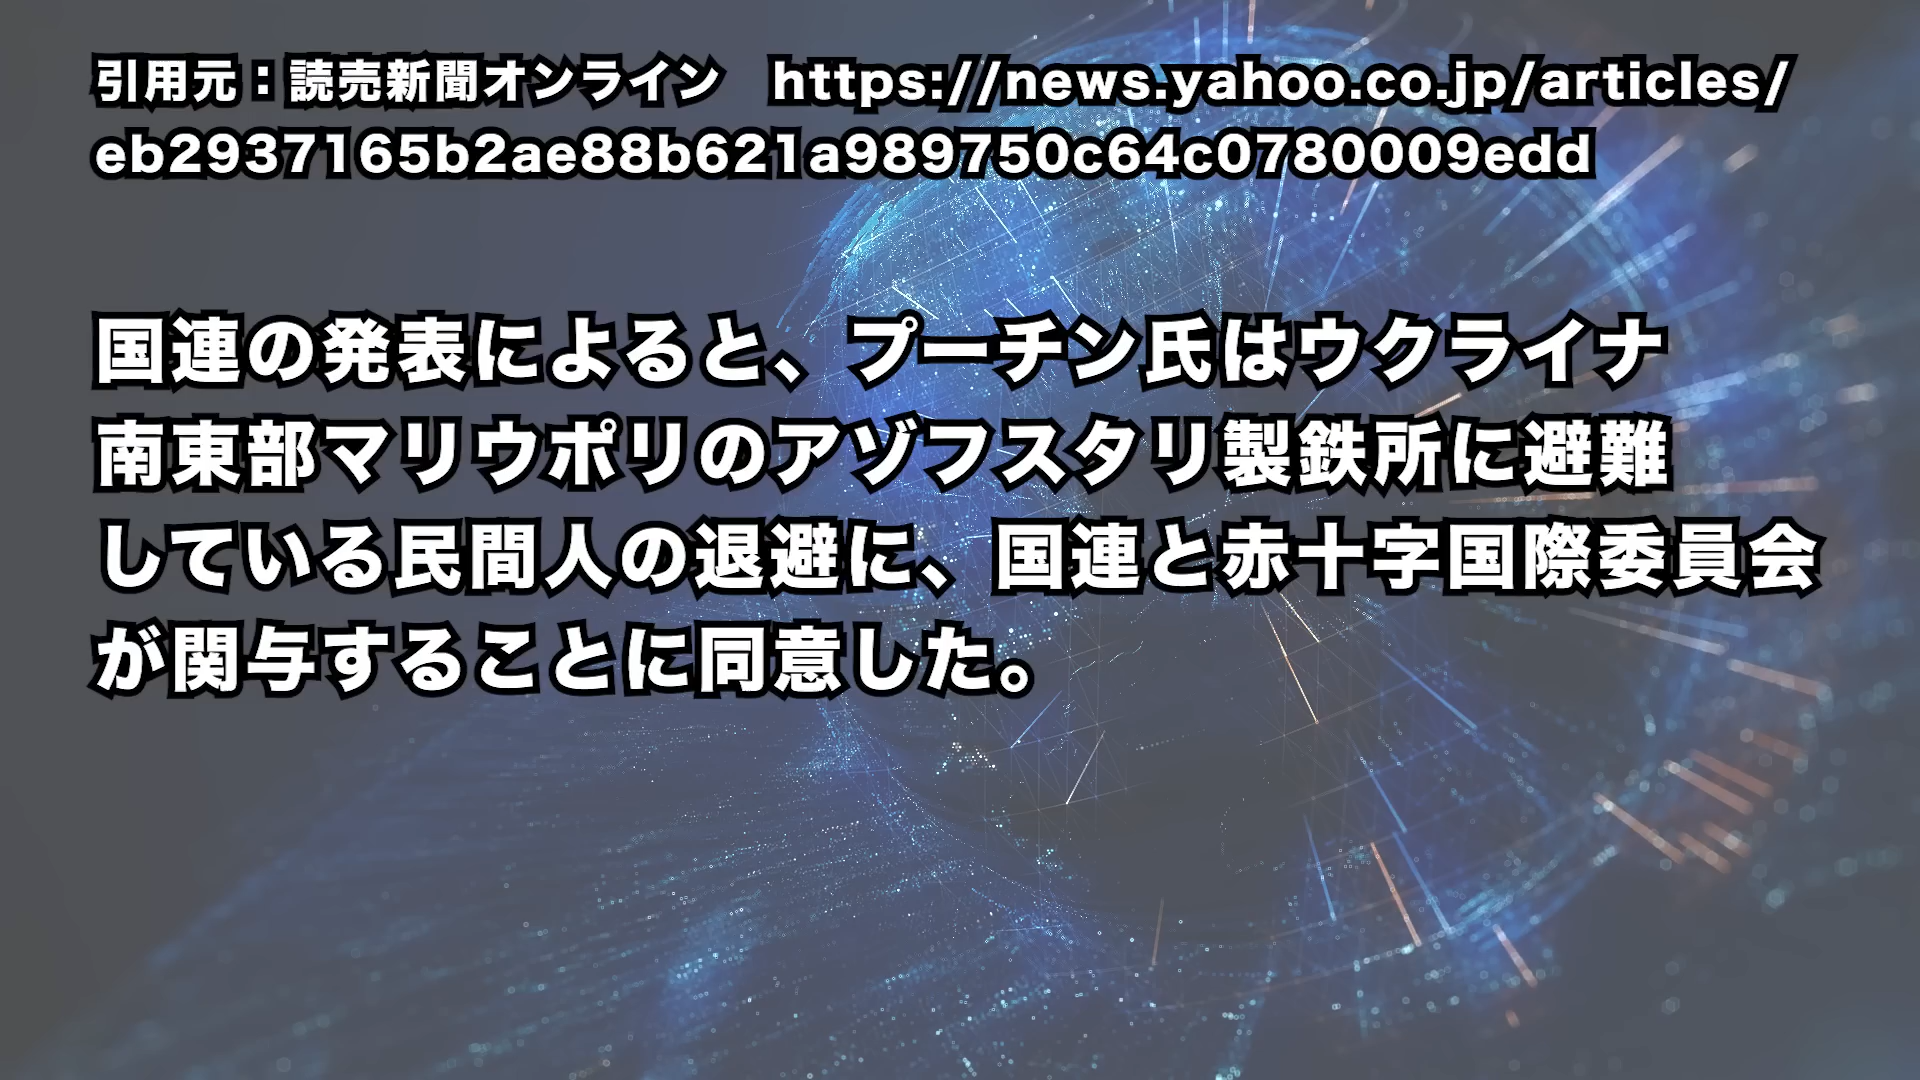 引用元：読売新聞オンライン　https://news.yahoo.co.jp/articles/
eb2937165b2ae88b621a989750c64c0780009edd
国連の発表によると、プーチン氏はウクライナ
南東部マリウポリのアゾフスタリ製鉄所に避難
している民間人の退避に、国連と赤十字国際委員会
が関与することに同意した。